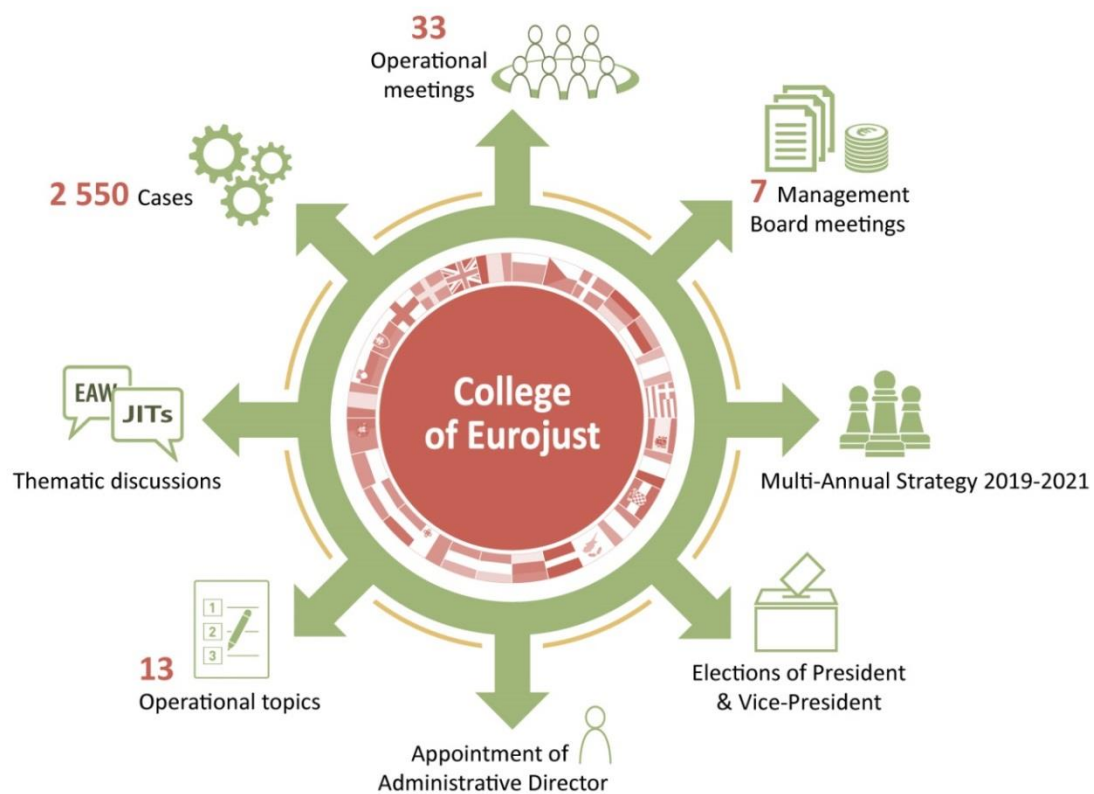 33
Operational
meetings
7 Management
Board meetings
2 550 Cases
College
of Eurojust
EAW
JITs
Thematic discussions
Multi-Annual Strategy 2019-2021
1
2
3
13
Operational topics
Elections of President
& Vice-President
Appointment of
Administrative Director